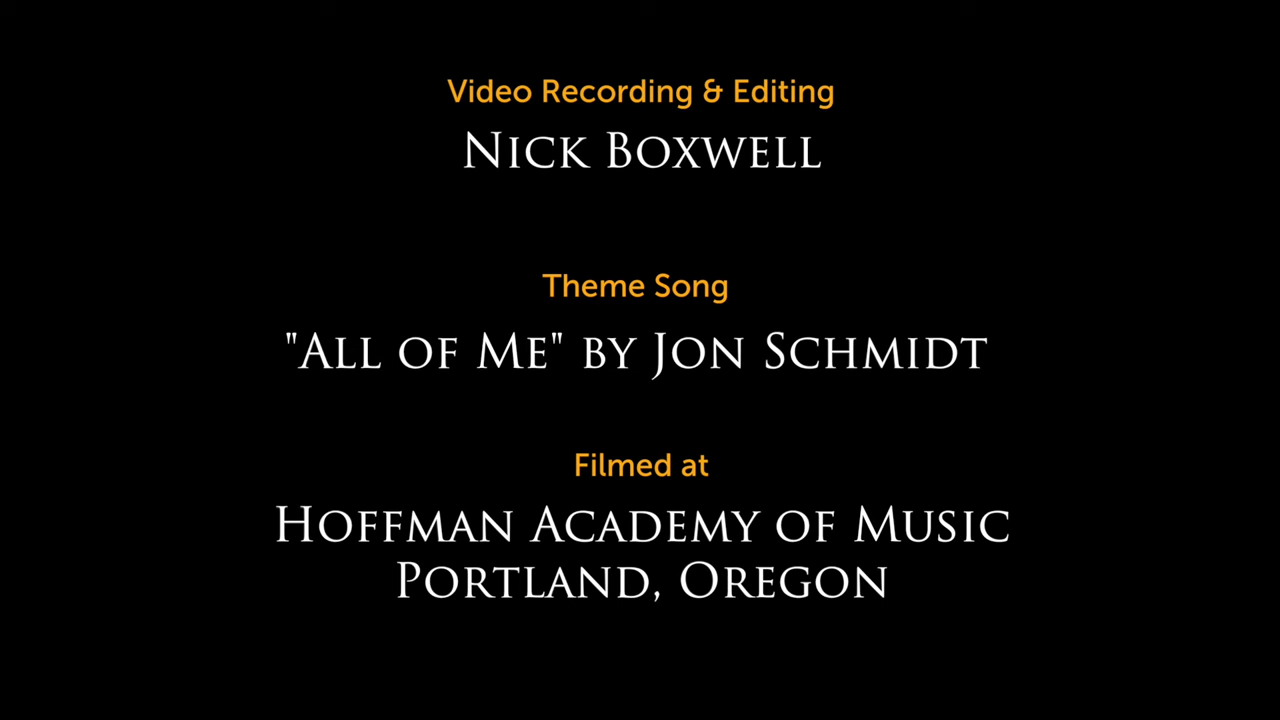 Video Recording & Editing
Nick Boxwell
Theme Song
"All of Me" by Jon Schmidt
Filmed at
Hoffman Academy of Music
Portland, Oregon